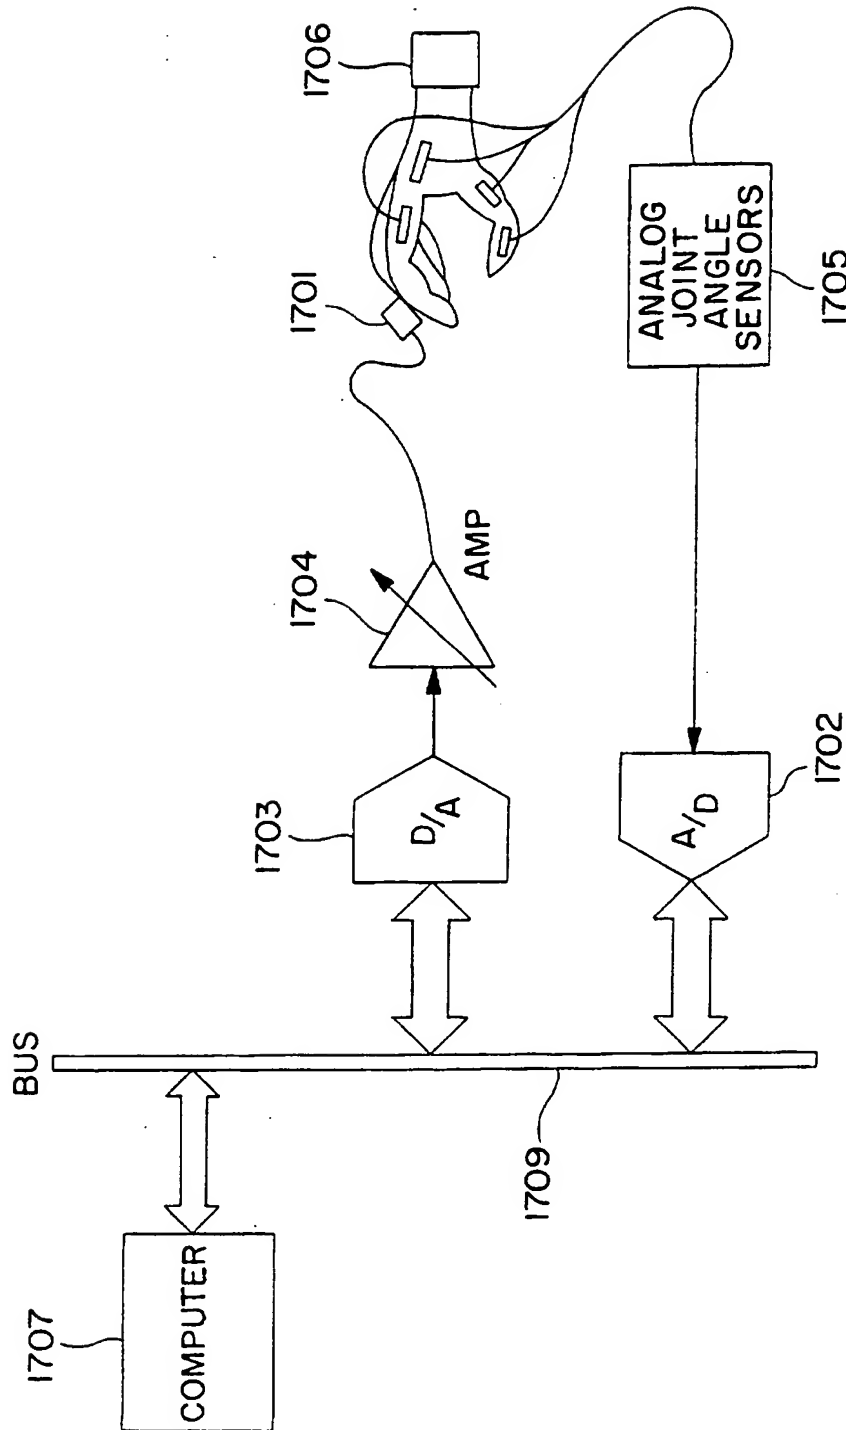 1707
COMPUTER
BUS
1709
1703
D/A
1704
AMP
1701
1706
A/D
1702
ANALOG
JOINT
ANGLE
SENSORS
1705